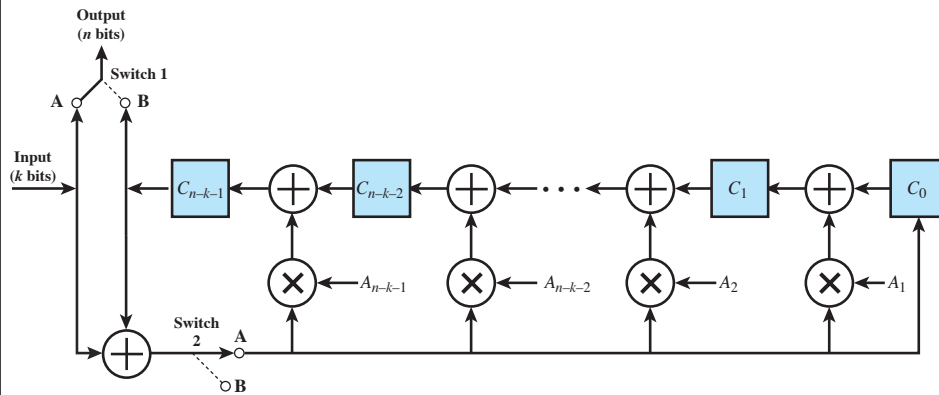 Output
(n bits)
Switch 1
A
B
Input
(k bits)
C_{n–k–1}
C_{n–k–2}
• • •
C_1
C_0
A_{n–k–1}
A_{n–k–2}
A_2
A_1
Switch
2
A
B